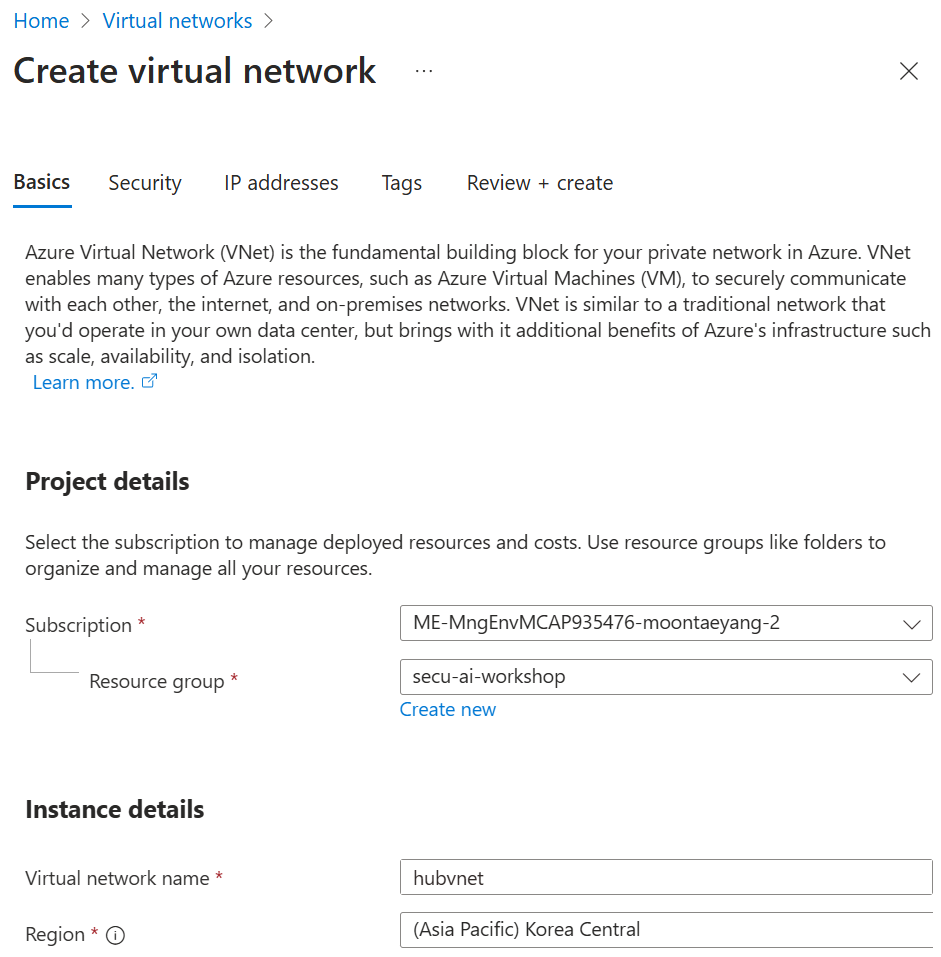 Home > Virtual networks >
Create virtual network ...
Basics Security IP addresses Tags Review + create
Azure Virtual Network (VNet) is the fundamental building block for your private network in Azure. VNet
enables many types of Azure resources, such as Azure Virtual Machines (VM), to securely communicate
with each other, the internet, and on-premises networks. VNet is similar to a traditional network that
you'd operate in your own data center, but brings with it additional benefits of Azure's infrastructure such
as scale, availability, and isolation.
Learn more.
Project details
Select the subscription to manage deployed resources and costs. Use resource groups like folders to
organize and manage all your resources.
Subscription * ME-MngEnvMCAP935476-moontaeyang-2
Resource group * secu-ai-workshop
Create new
Instance details
Virtual network name * hubvnet
Region * (Asia Pacific) Korea Central